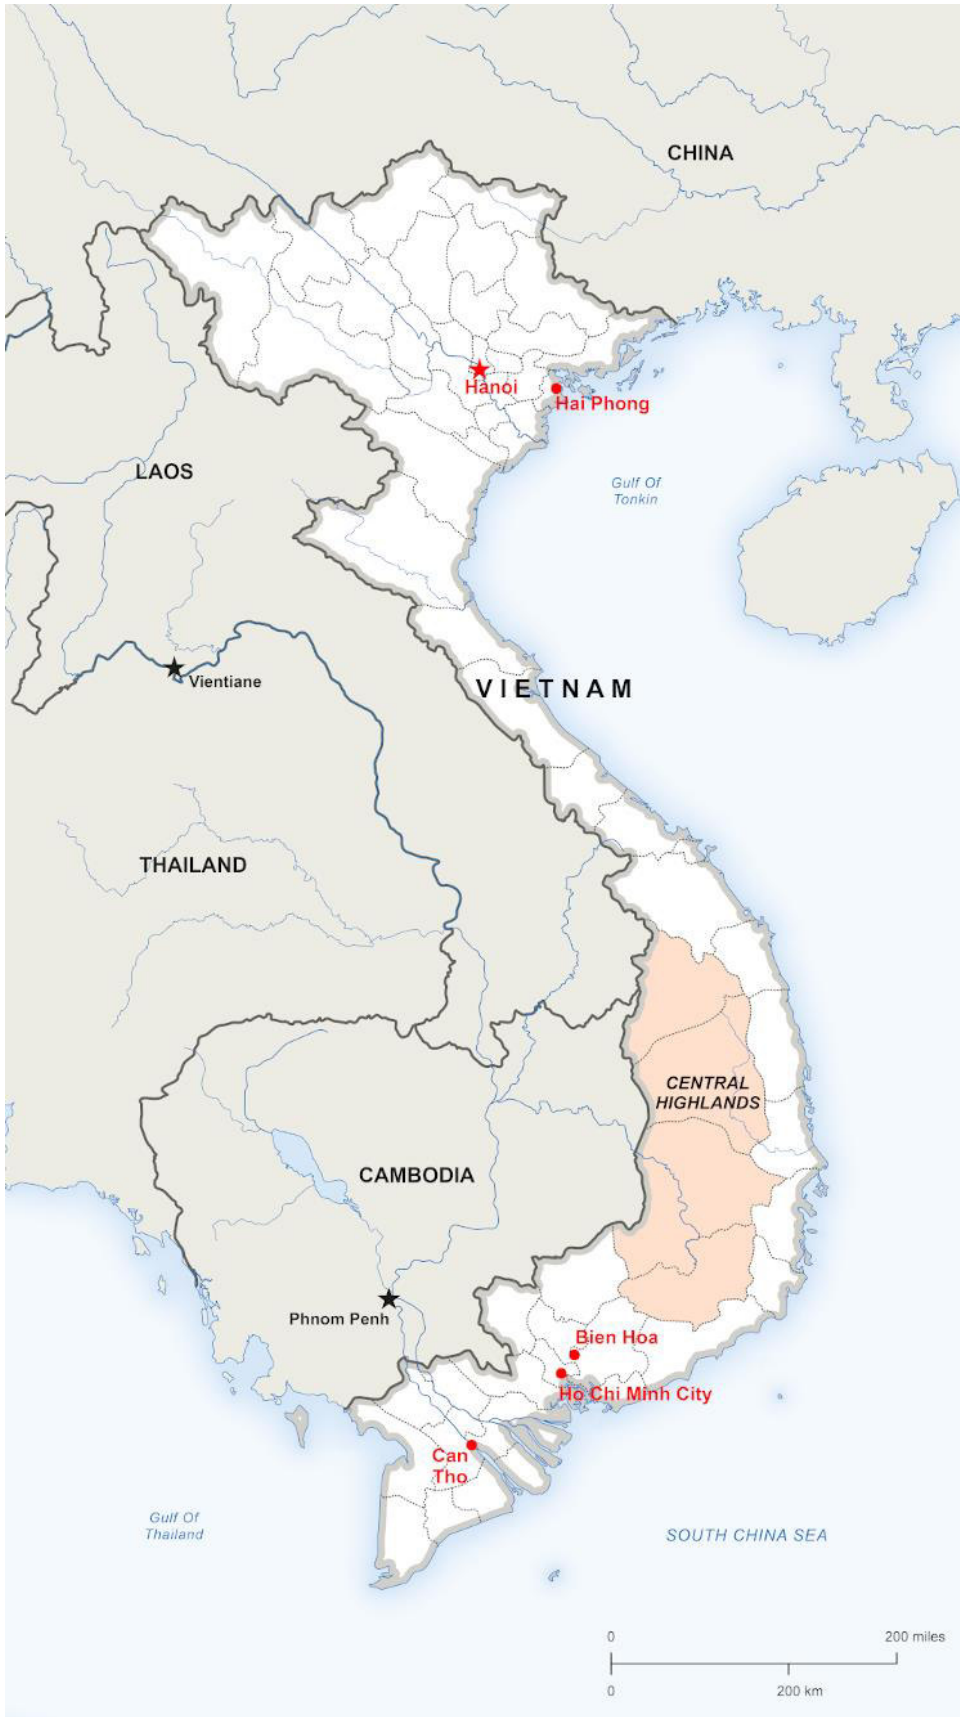 CHINA
Hanoi
Hai Phong
LAOS
Gulf Of
Tonkin
Vientiane
VIETNAM
THAILAND
CENTRAL
HIGHLANDS
CAMBODIA
Phnom Penh
Bien Hoa
Ho Chi Minh City
Can
Tho
Gulf Of
Thailand
SOUTH CHINA SEA
0 200 miles
0 200 km